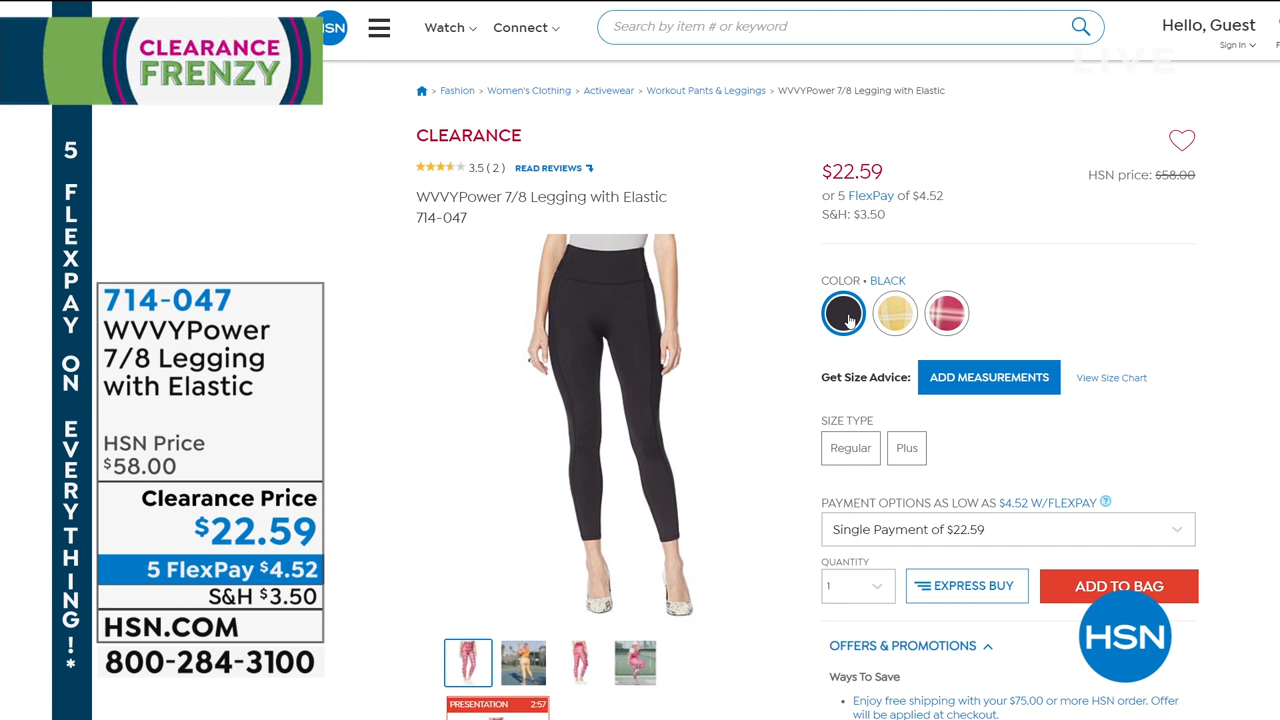 CLEARANCE
FRENZY
5 FLEXPAY ON EVERYTHING!*
714-047
WVVYPower
7/8 Legging
with Elastic
HSN Price
$58.00
Clearance Price
$22.59
5 FlexPay $4.52
S&H $3.50
HSN.COM
800-284-3100
HSN
Watch
Connect
Search by item # or keyword
Hello, Guest
Sign In
LIVE
> Fashion > Women's Clothing > Activewear > Workout Pants & Leggings > WVVYPower 7/8 Legging with Elastic
CLEARANCE
3.5 ( 2 ) READ REVIEWS
WVVYPower 7/8 Legging with Elastic
714-047
$22.59
HSN price: $58.00
or 5 FlexPay of $4.52
S&H: $3.50
COLOR • BLACK
Get Size Advice: ADD MEASUREMENTS View Size Chart
SIZE TYPE
Regular Plus
PAYMENT OPTIONS AS LOW AS $4.52 W/FLEXPAY ?
Single Payment of $22.59
QUANTITY
1
EXPRESS BUY
ADD TO BAG
HSN
OFFERS & PROMOTIONS
Ways To Save
• Enjoy free shipping with your $75.00 or more HSN order. Offer
will be applied at checkout.
PRESENTATION 2:57